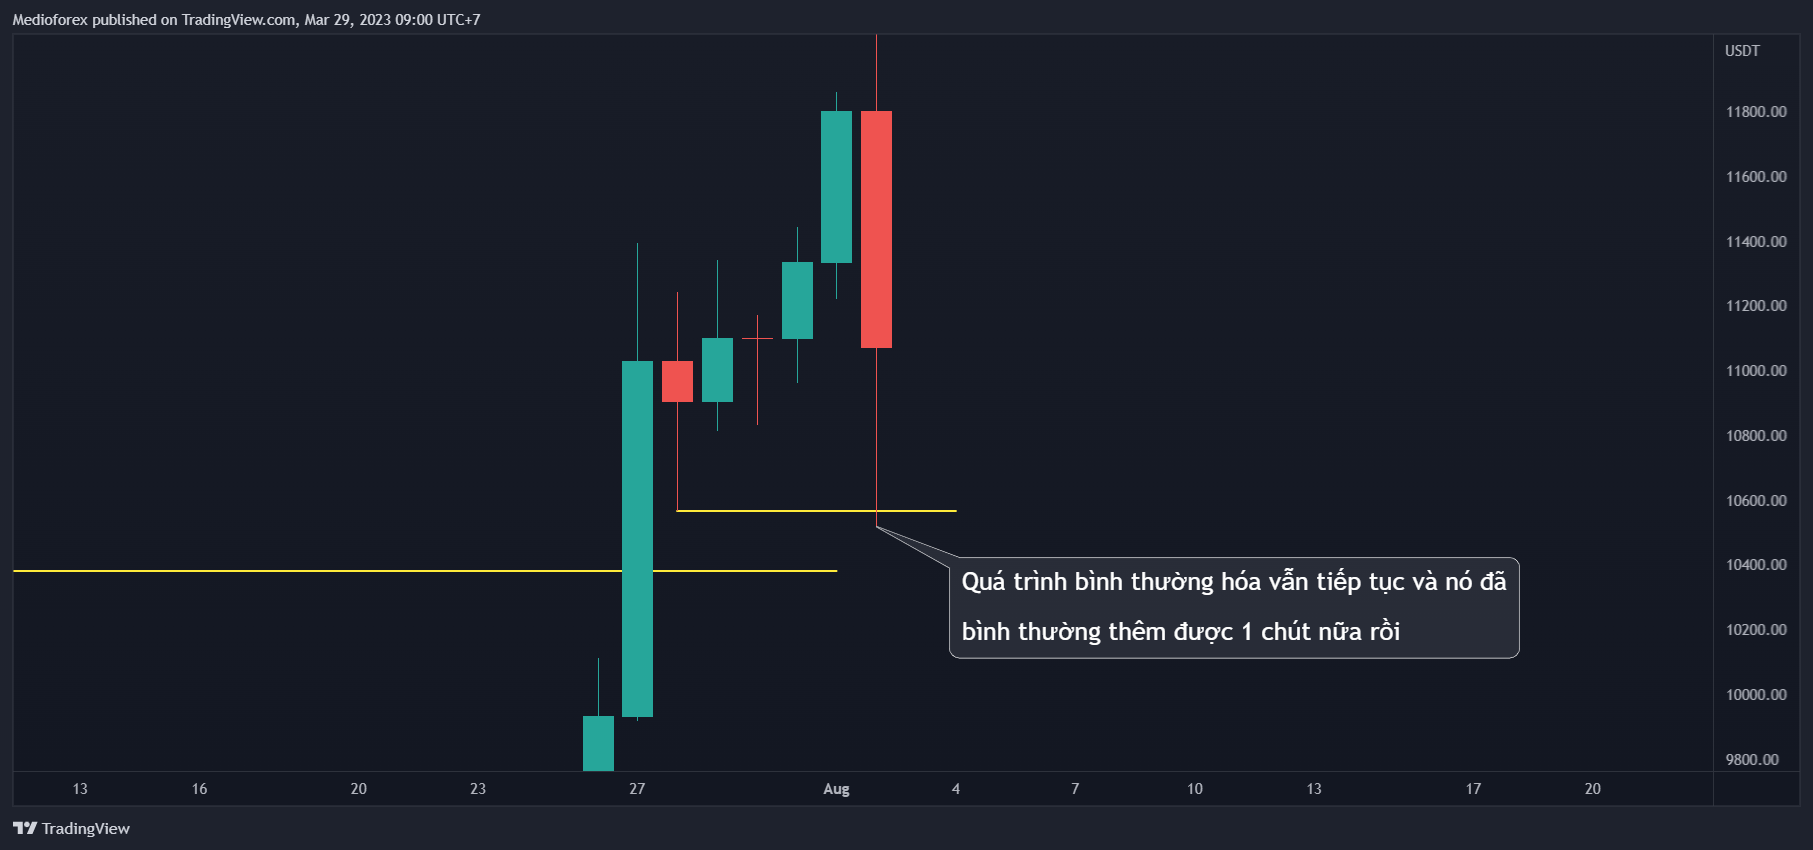 Medioforex published on TradingView.com, Mar 29, 2023 09:00 UTC+7
USDT
11800.00
11600.00
11400.00
11200.00
11000.00
10800.00
10600.00
10400.00
10200.00
10000.00
9800.00
Quá trình bình thường hóa vẫn tiếp tục và nó đã
bình thường thêm được 1 chút nữa rồi
13 16 20 23 27 Aug 4 7 10 13 17 20
TradingView